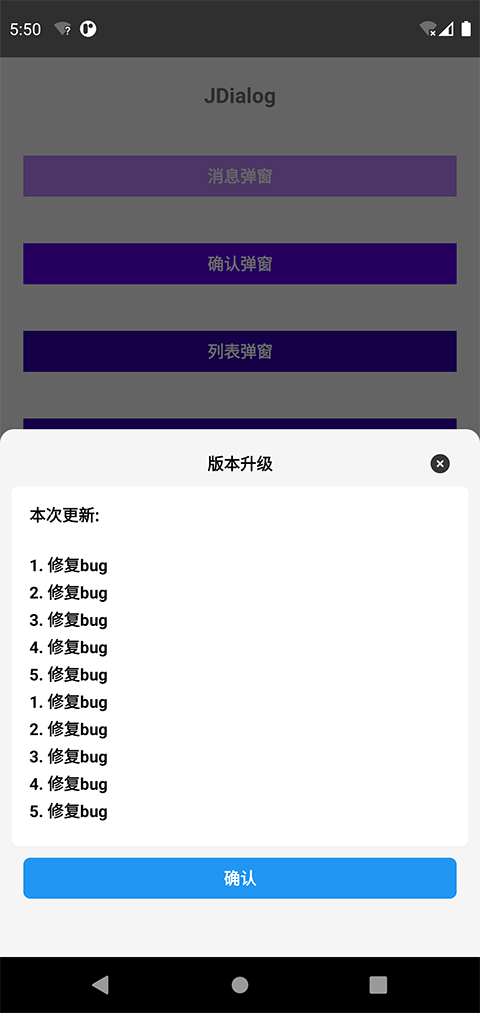 5:50
JDialog
消息弹窗
确认弹窗
列表弹窗
版本升级
本次更新:
1. 修复bug
2. 修复bug
3. 修复bug
4. 修复bug
5. 修复bug
1. 修复bug
2. 修复bug
3. 修复bug
4. 修复bug
5. 修复bug
确认